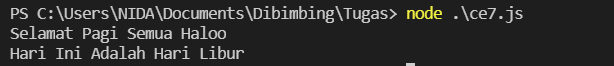 PS C:\Users\NIDA\Documents\Dibimbing\Tugas> node .\ce7.js
Selamat Pagi Semua Haloo
Hari Ini Adalah Hari Libur